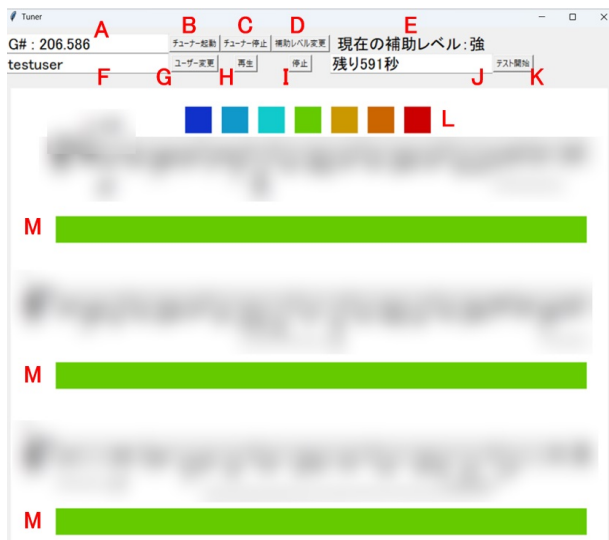 Tuner
A B C D E
G# : 206.586 チューナー起動 チューナー停止 補助レベル変更 現在の補助レベル:強
testuser ユーザー変更 再生 停止 残り591秒 テスト開始
F G H I J K
L
M
M
M